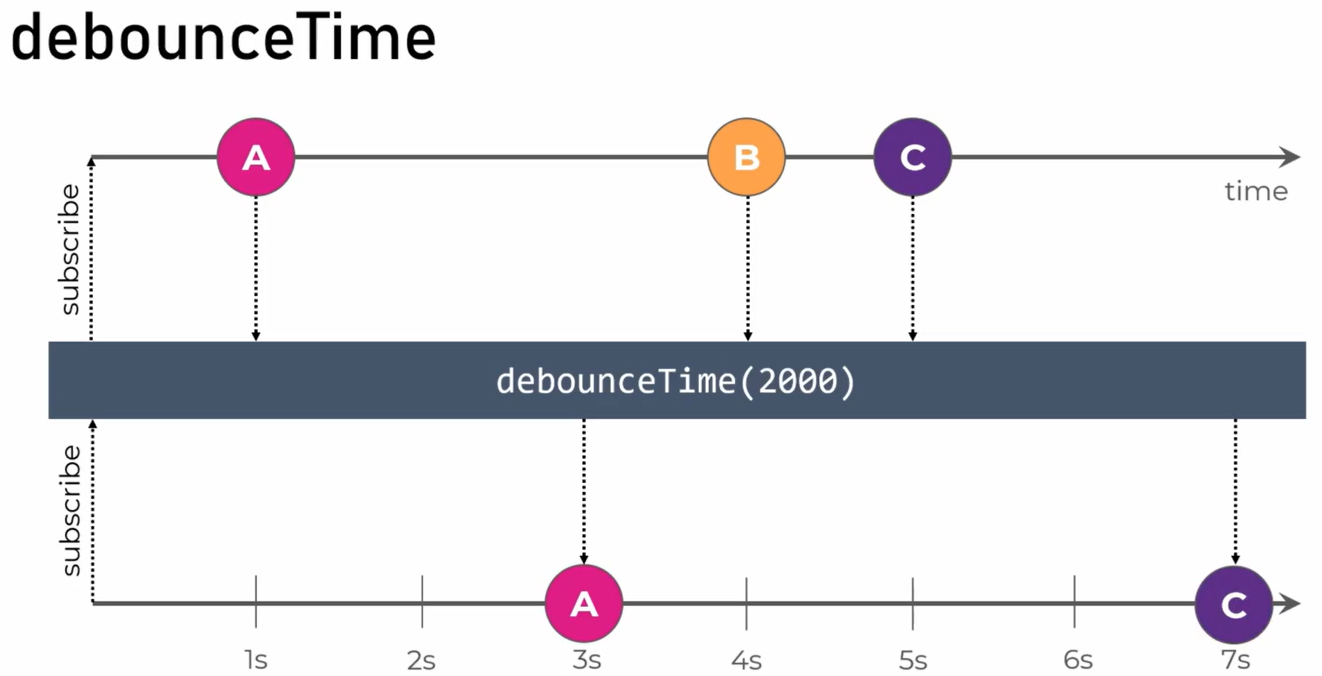 debounceTime
A B C
time
subscribe
debounceTime(2000)
subscribe
A C
1s 2s 3s 4s 5s 6s 7s